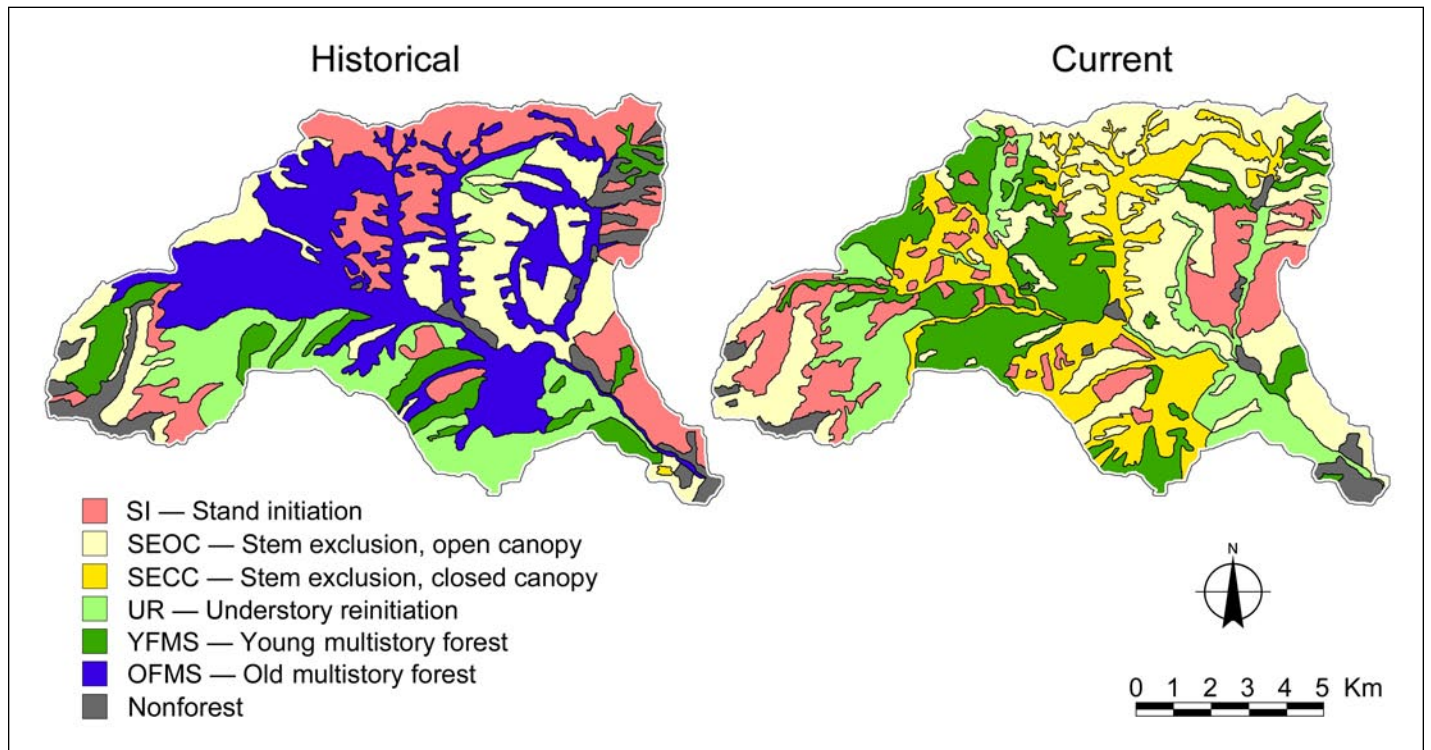 Historical
Current
SI — Stand initiation
SEOC — Stem exclusion, open canopy
SECC — Stem exclusion, closed canopy
UR — Understory reinitiation
YFMS — Young multistory forest
OFMS — Old multistory forest
Nonforest
N
0 1 2 3 4 5 Km